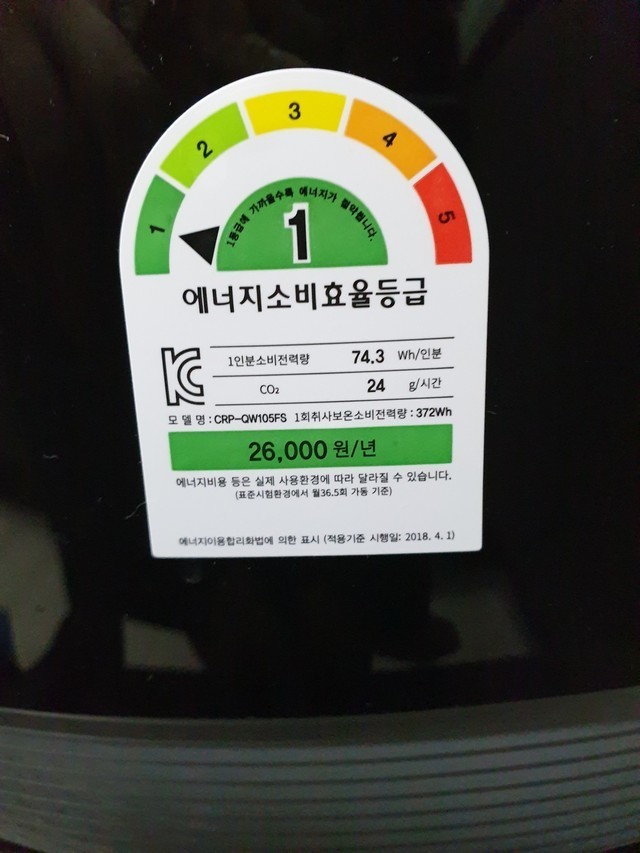 1 2 3 4 5
1등급에 가까울수록 에너지가 절약됩니다.
1
에너지소비효율등급
1인분소비전력량 74.3 Wh/인분
CO₂ 24 g/시간
모 델 명 : CRP-QW105FS 1회취사보온소비전력량 : 372Wh
26,000 원/년
에너지비용 등은 실제 사용환경에 따라 달라질 수 있습니다.
(표준시험환경에서 월36.5회 가동 기준)
에너지이용합리화법에 의한 표시 (적용기준 시행일: 2018. 4. 1)